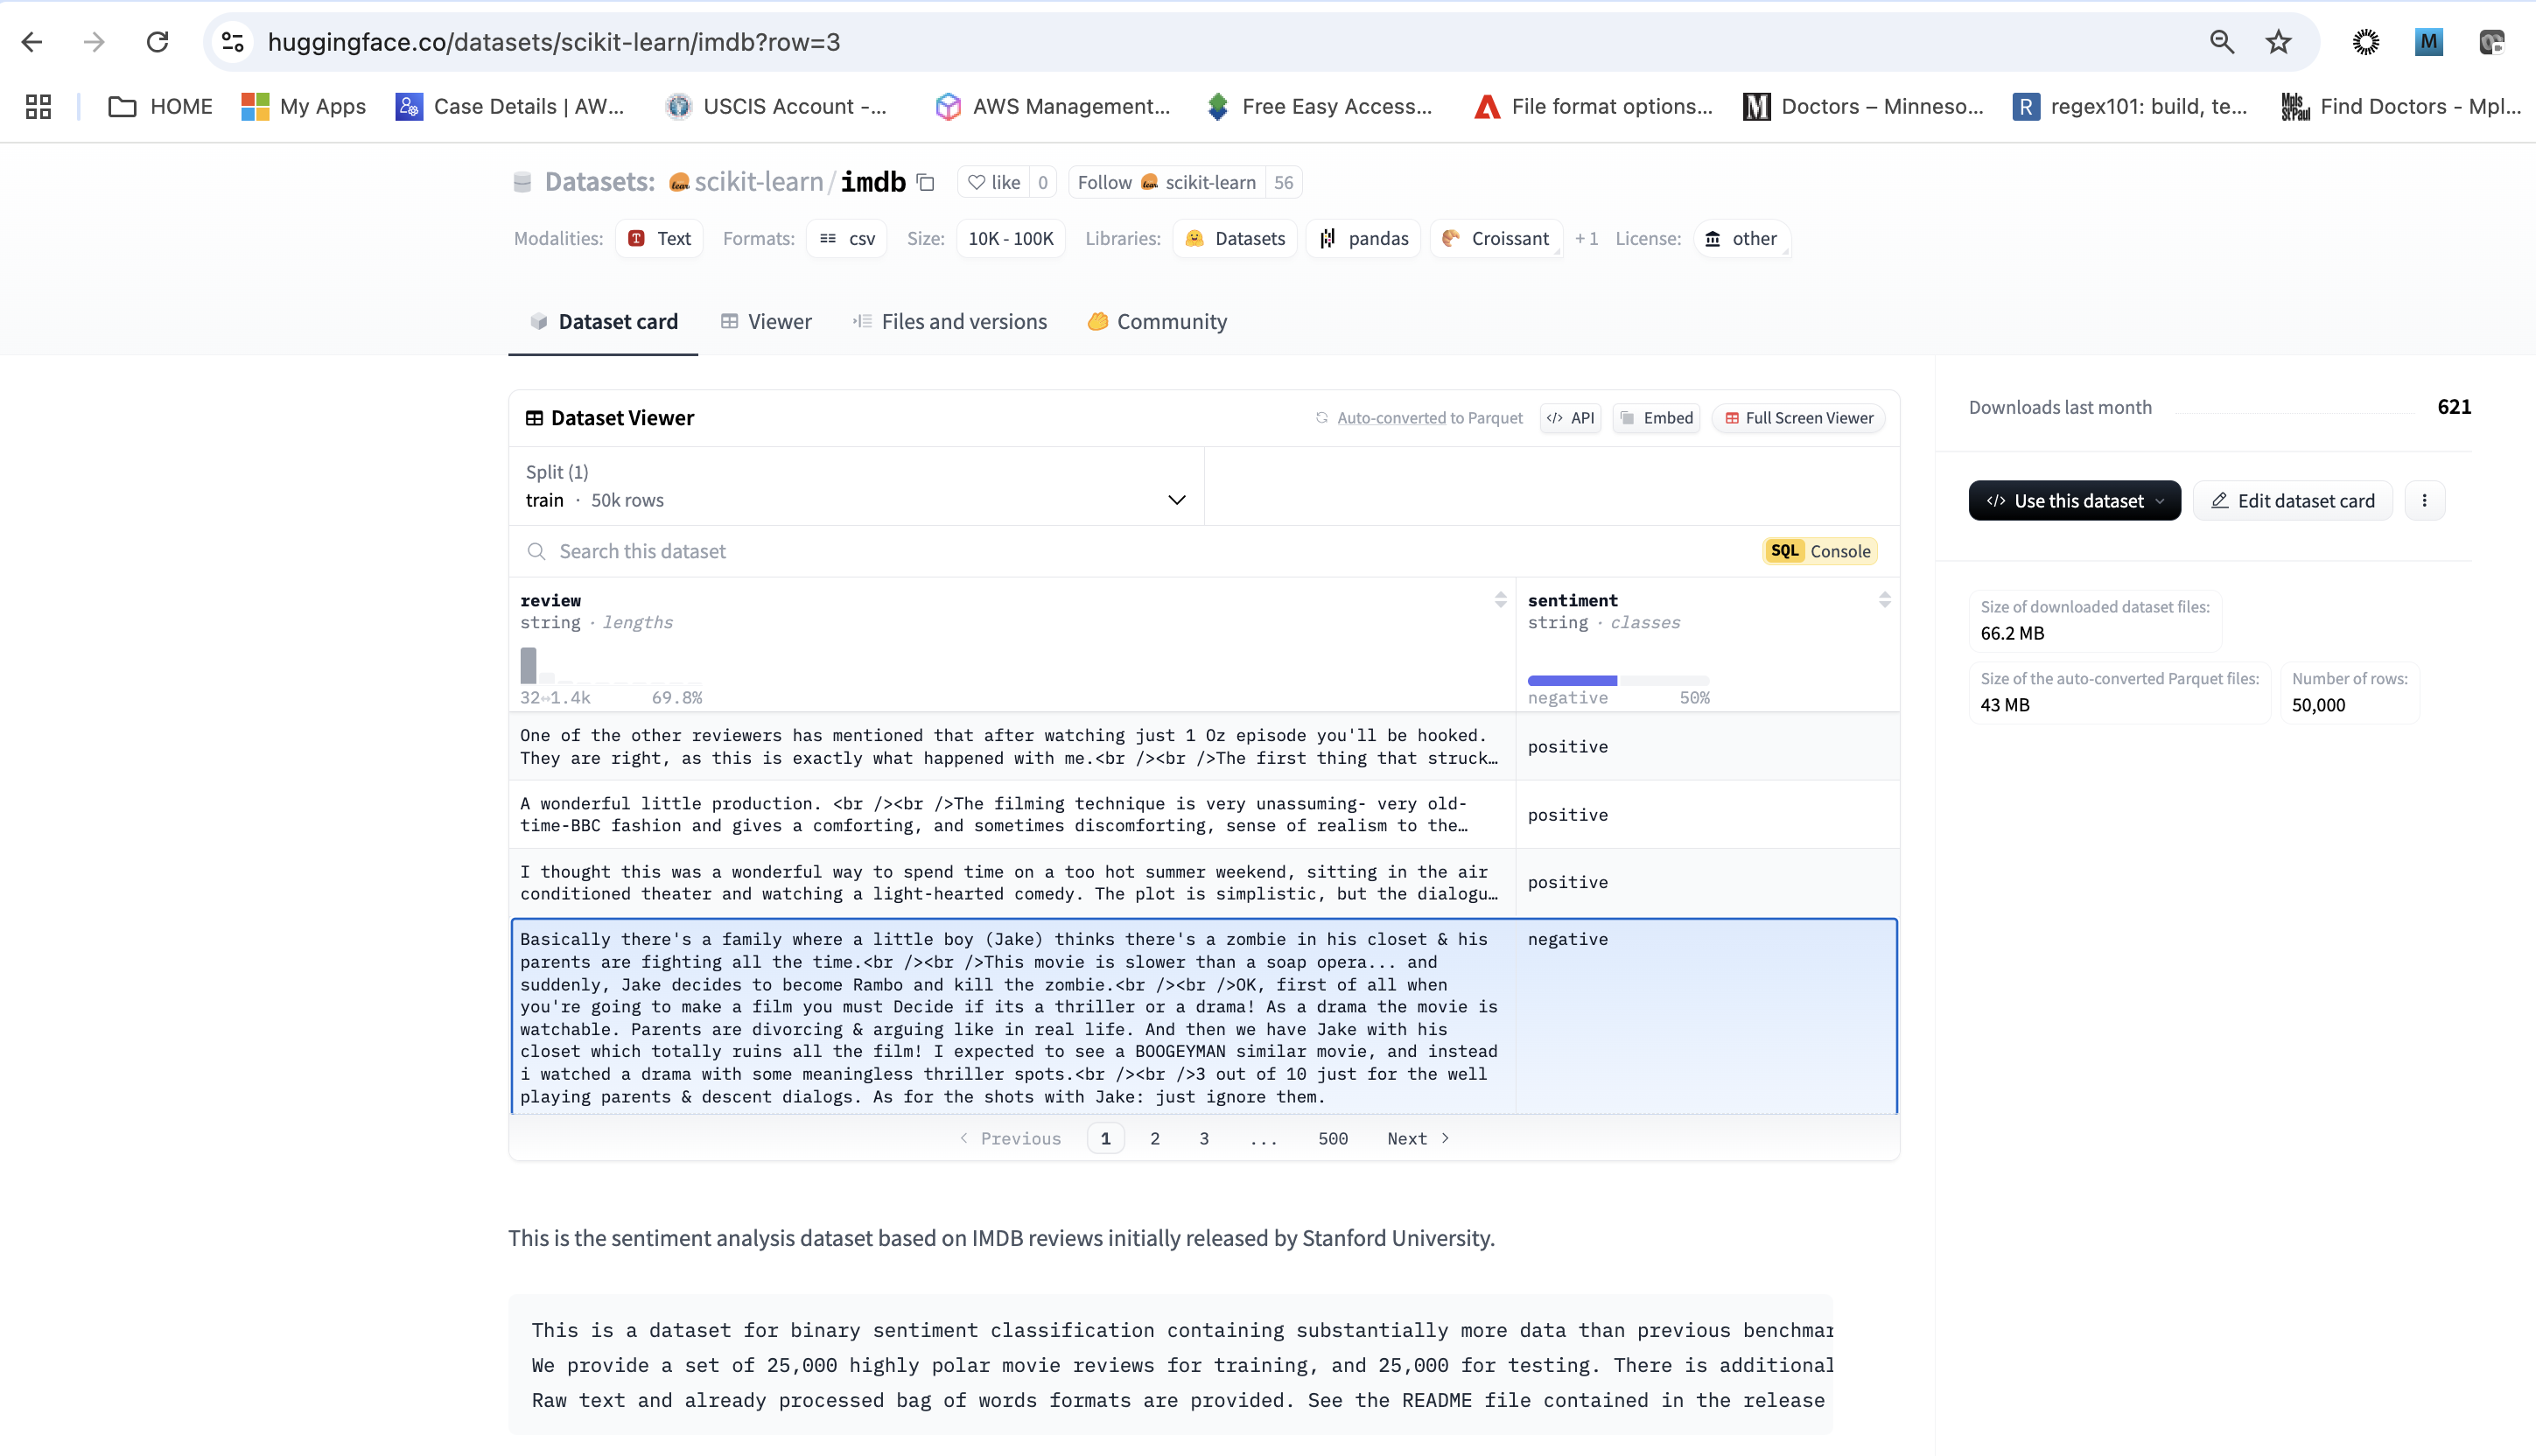 huggingface.co/datasets/scikit-learn/imdb?row=3
M
HOME
My Apps
Case Details | AW...
USCIS Account -...
AWS Management...
Free Easy Access...
File format options...
M Doctors – Minneso...
R regex101: build, te...
Mpls St.Paul Find Doctors - Mpl...
Datasets: scikit-learn/imdb like 0 Follow scikit-learn 56
Modalities: T Text Formats: csv Size: 10K - 100K Libraries: Datasets pandas Croissant + 1 License: other
Dataset card Viewer Files and versions Community
Dataset Viewer Auto-converted to Parquet </> API Embed Full Screen Viewer
Split (1)
train · 50k rows
Search this dataset SQL Console
review sentiment
string · lengths string · classes
32↔1.4k 69.8% negative 50%
One of the other reviewers has mentioned that after watching just 1 Oz episode you'll be hooked.
They are right, as this is exactly what happened with me.<br /><br />The first thing that struck…
positive
A wonderful little production. <br /><br />The filming technique is very unassuming- very old-
time-BBC fashion and gives a comforting, and sometimes discomforting, sense of realism to the…
positive
I thought this was a wonderful way to spend time on a too hot summer weekend, sitting in the air
conditioned theater and watching a light-hearted comedy. The plot is simplistic, but the dialogu…
positive
Basically there's a family where a little boy (Jake) thinks there's a zombie in his closet & his
parents are fighting all the time.<br /><br />This movie is slower than a soap opera... and
suddenly, Jake decides to become Rambo and kill the zombie.<br /><br />OK, first of all when
you're going to make a film you must Decide if its a thriller or a drama! As a drama the movie is
watchable. Parents are divorcing & arguing like in real life. And then we have Jake with his
closet which totally ruins all the film! I expected to see a BOOGEYMAN similar movie, and instead
i watched a drama with some meaningless thriller spots.<br /><br />3 out of 10 just for the well
playing parents & descent dialogs. As for the shots with Jake: just ignore them.
negative
< Previous 1 2 3 ... 500 Next >
This is the sentiment analysis dataset based on IMDB reviews initially released by Stanford University.
This is a dataset for binary sentiment classification containing substantially more data than previous benchmar
We provide a set of 25,000 highly polar movie reviews for training, and 25,000 for testing. There is additional
Raw text and already processed bag of words formats are provided. See the README file contained in the release
Downloads last month 621
</> Use this dataset Edit dataset card
Size of downloaded dataset files:
66.2 MB
Size of the auto-converted Parquet files:
43 MB
Number of rows:
50,000